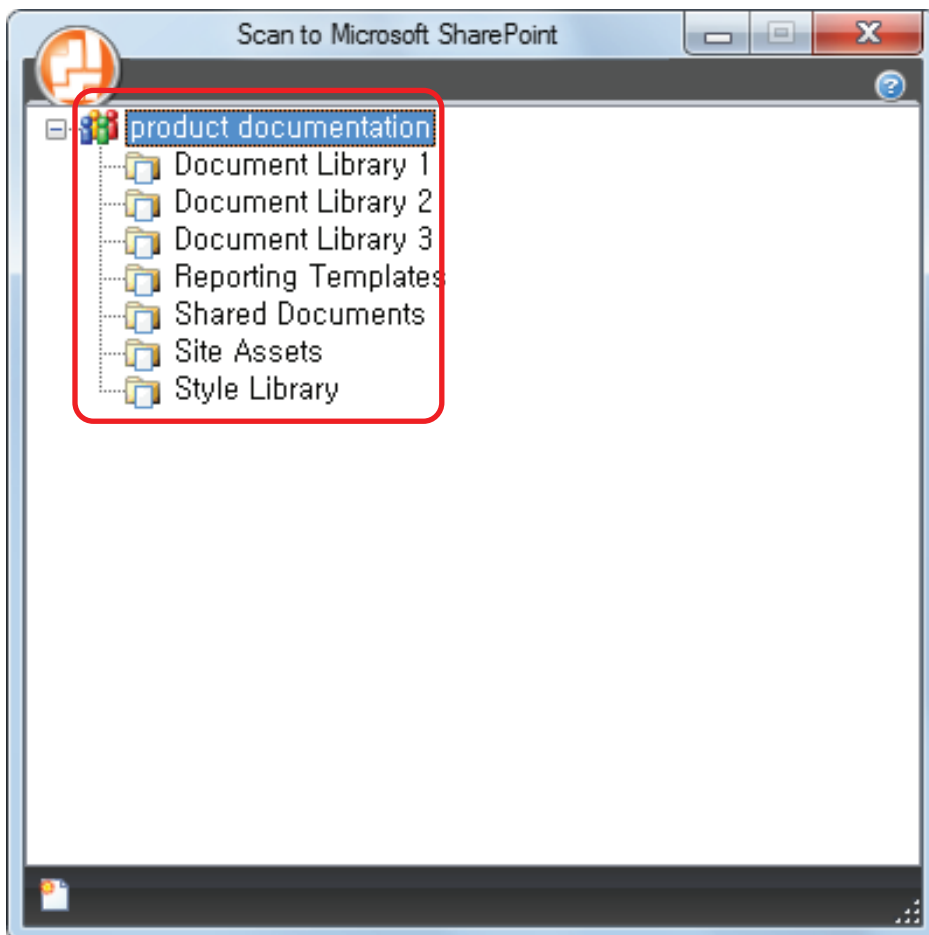 Scan to Microsoft SharePoint
product documentation
Document Library 1
Document Library 2
Document Library 3
Reporting Templates
Shared Documents
Site Assets
Style Library